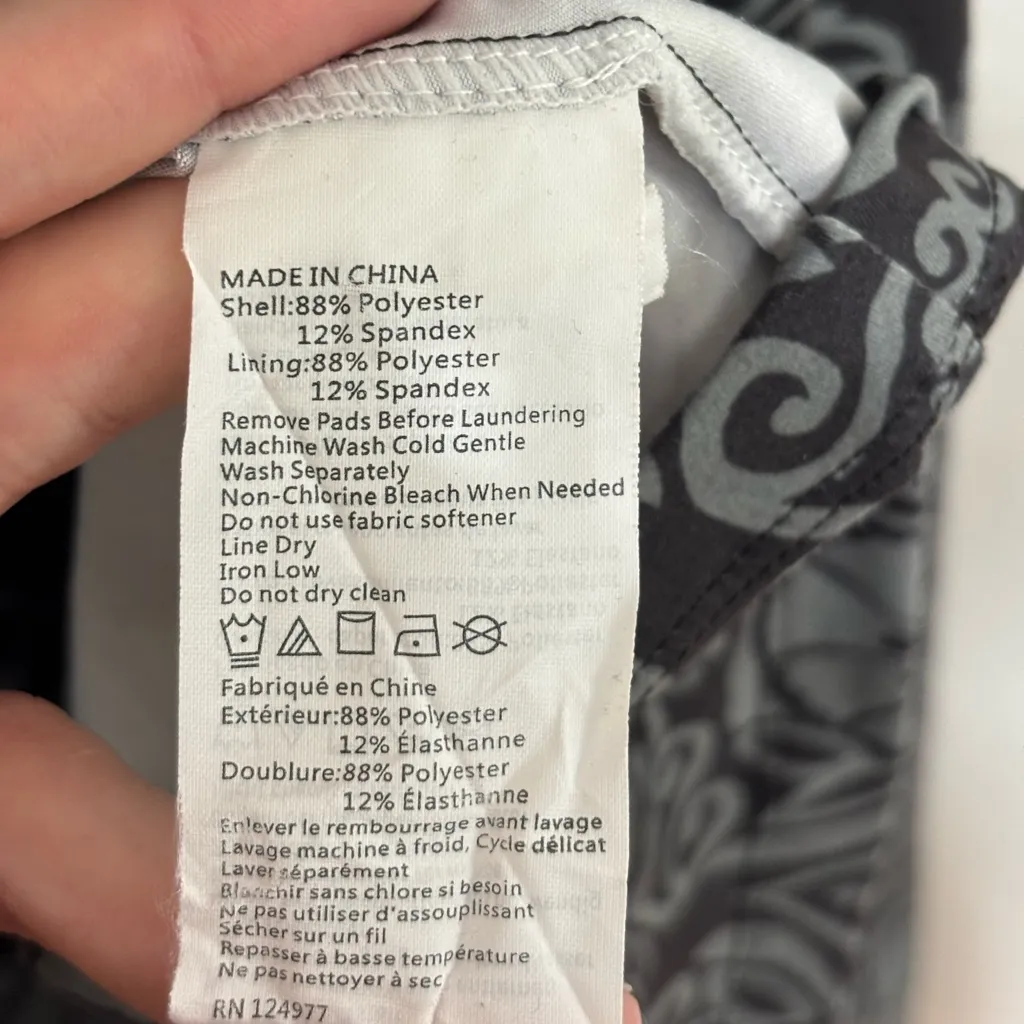 MADE IN CHINA
Shell:88% Polyester
12% Spandex
Lining:88% Polyester
12% Spandex
Remove Pads Before Laundering
Machine Wash Cold Gentle
Wash Separately
Non-Chlorine Bleach When Needed
Do not use fabric softener
Line Dry
Iron Low
Do not dry clean
Fabriqué en Chine
Extérieur:88% Polyester
12% Élasthanne
Doublure:88% Polyester
12% Élasthanne
Enlever le rembourrage avant lavage
Lavage machine à froid, Cycle délicat
Laver séparément
Blanchir sans chlore si besoin
Ne pas utiliser d'assouplissant
Sécher sur un fil
Repasser à basse température
Ne pas nettoyer à sec
RN 124977